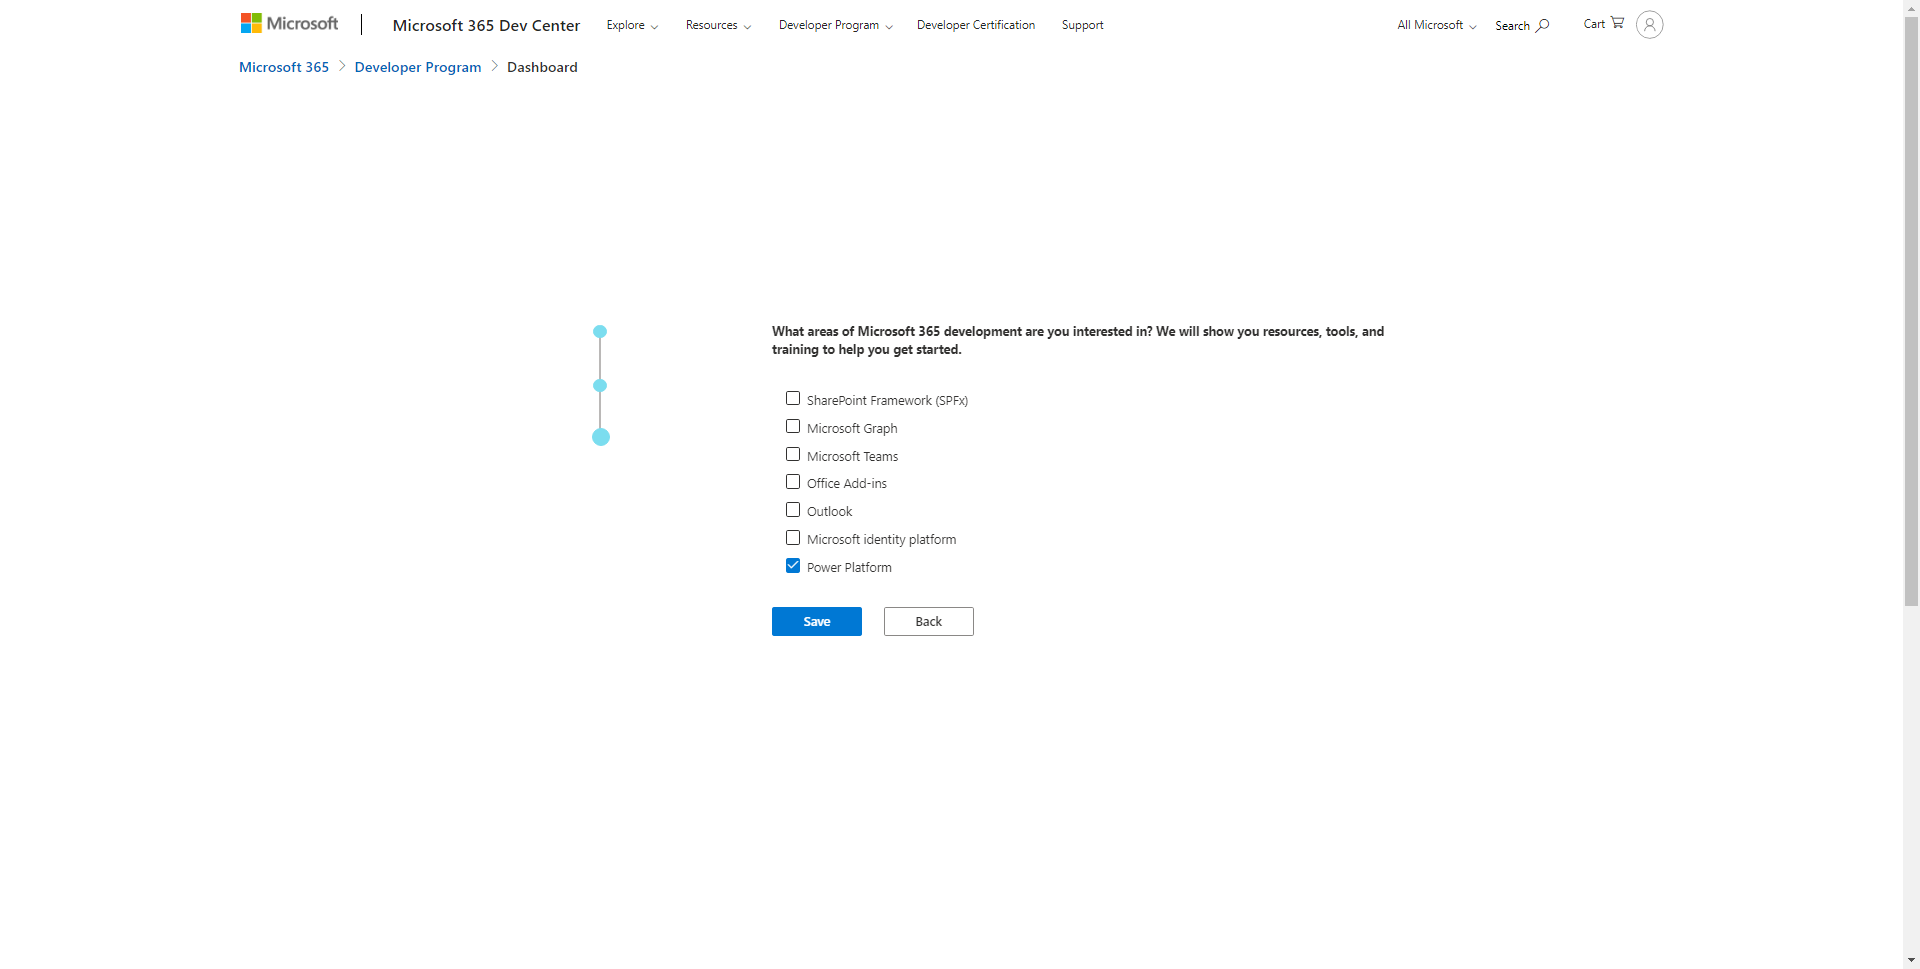 Microsoft
Microsoft 365 Dev Center
Explore
Resources
Developer Program
Developer Certification
Support
All Microsoft
Search
Cart
Microsoft 365
Developer Program
Dashboard
What areas of Microsoft 365 development are you interested in? We will show you resources, tools, and
training to help you get started.
SharePoint Framework (SPFx)
Microsoft Graph
Microsoft Teams
Office Add-ins
Outlook
Microsoft identity platform
Power Platform
Save
Back